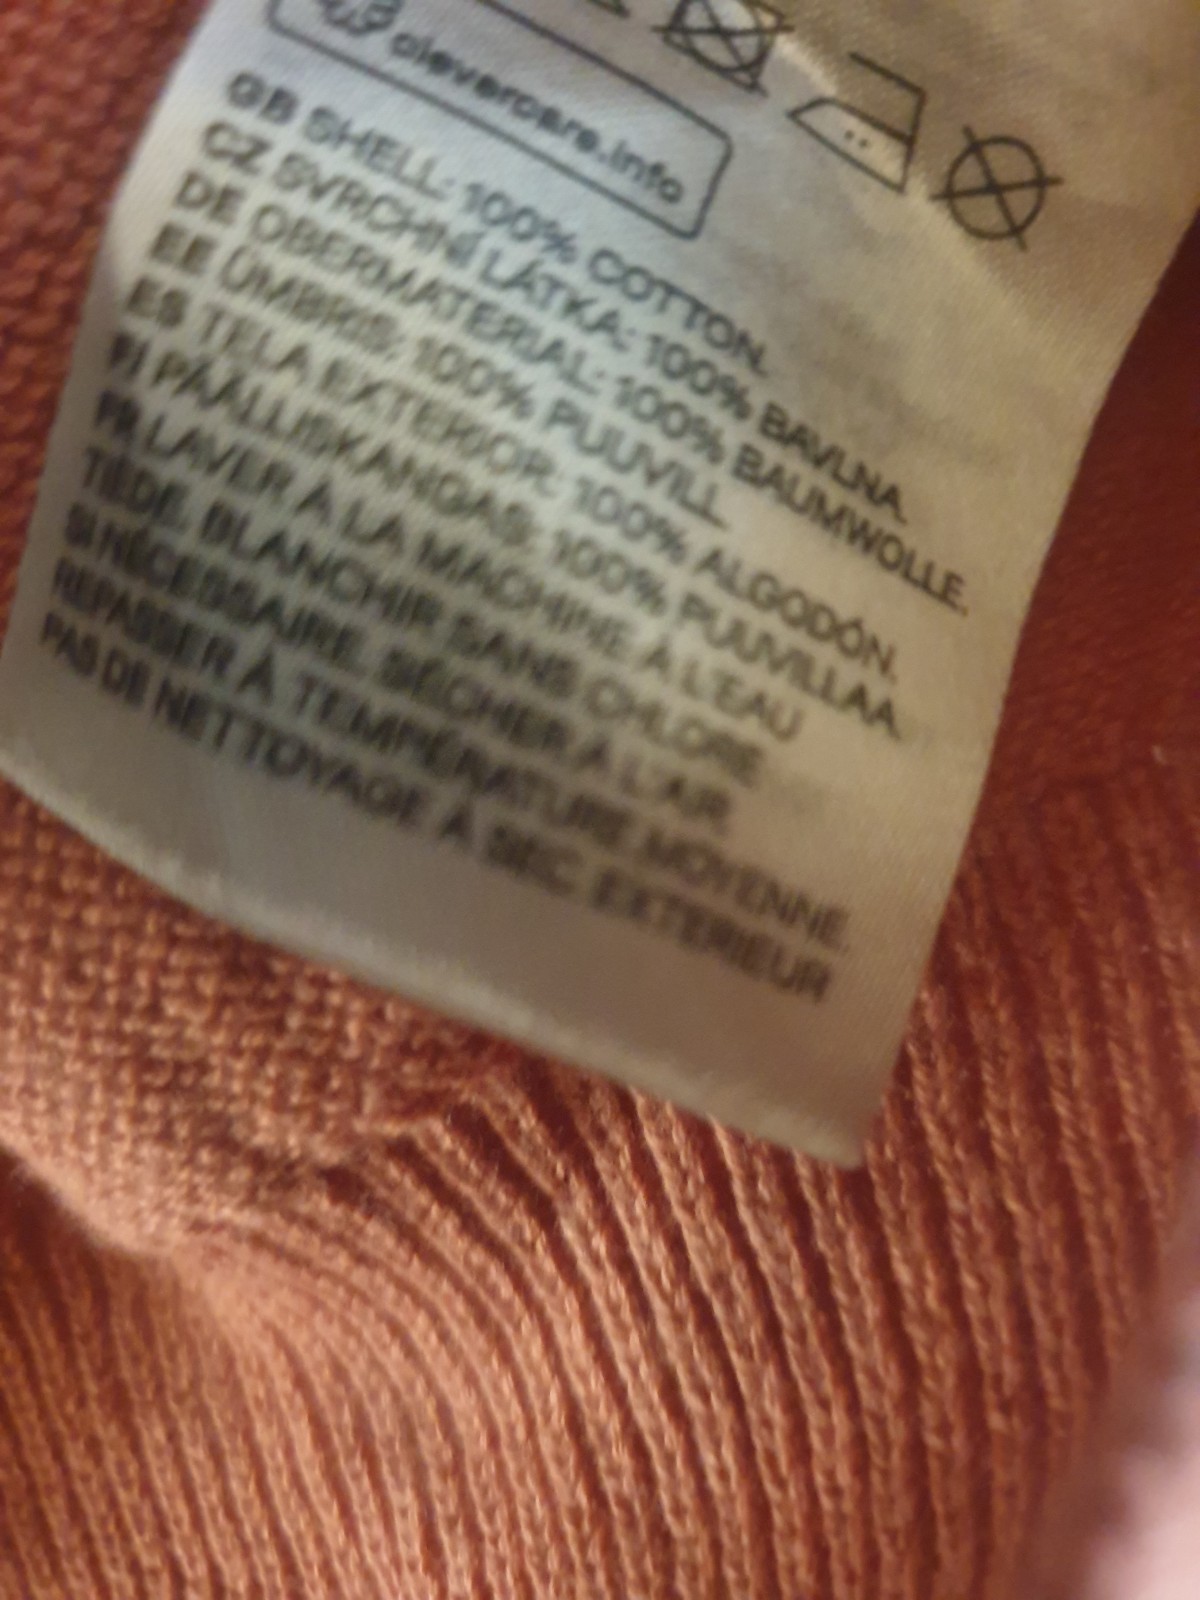 clevercare.info
GB SHELL: 100% COTTON.
CZ SVRCHNÍ LÁTKA: 100% BAVLNA.
DE OBERMATERIAL: 100% BAUMWOLLE.
EE ÜMBRIS: 100% PUUVILL.
ES TELA EXTERIOR: 100% ALGODÓN.
FI PÄÄLLISKANGAS: 100% PUUVILLAA.
FR LAVER À LA MACHINE À L'EAU
TIÈDE. BLANCHIR SANS CHLORE
SI NÉCESSAIRE. SÉCHER À L'AIR.
REPASSER À TEMPÉRATURE MOYENNE.
PAS DE NETTOYAGE À SEC EXTERIEUR